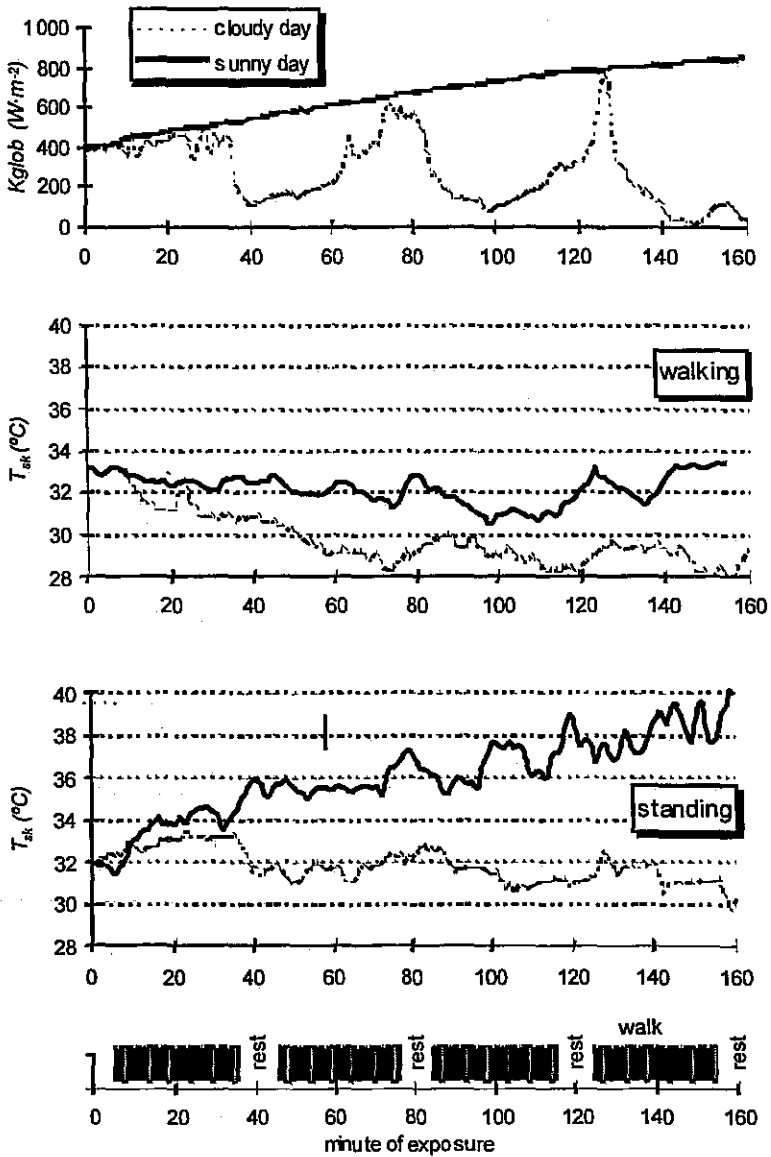 cloudy day
sunny day
Kglob (W·m-²)
1000
800
600
400
200
0
0 20 40 60 80 100 120 140 160
walking
Tsk (ºC)
40
38
36
34
32
30
28
0 20 40 60 80 100 120 140 160
standing
Tsk (ºC)
40
38
36
34
32
30
28
0 20 40 60 80 100 120 140 160
walk
rest rest rest rest
0 20 40 60 80 100 120 140 160
minute of exposure